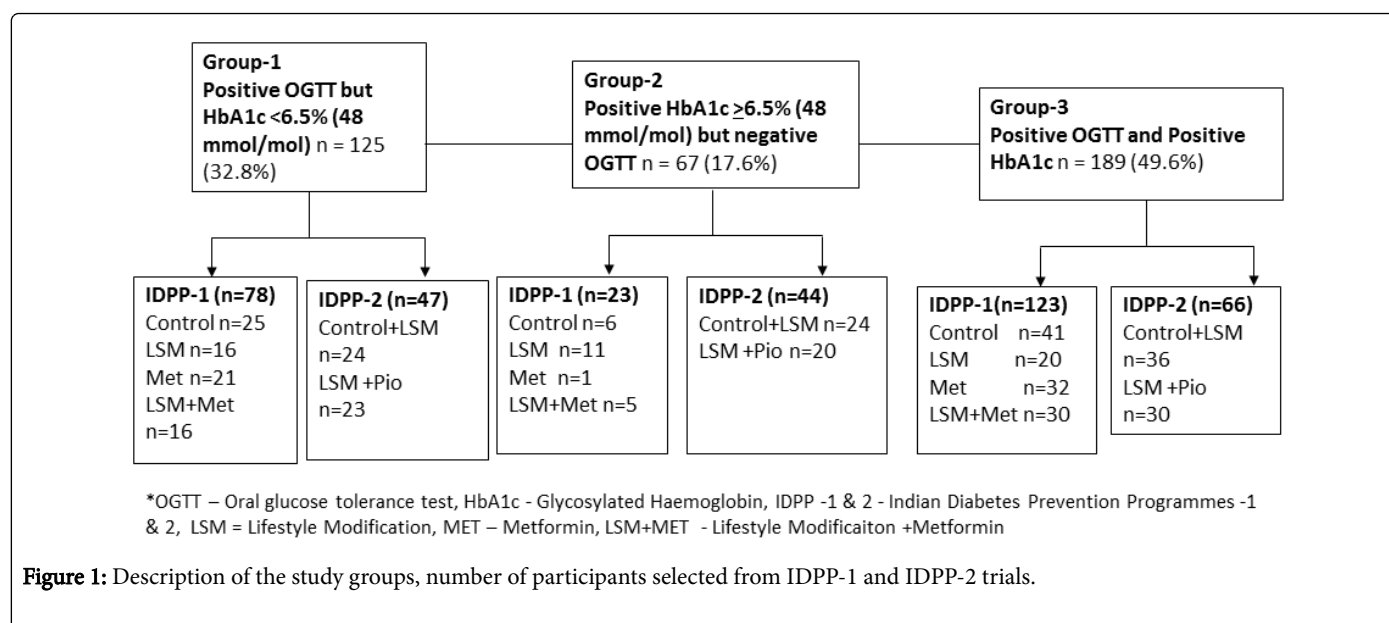 Group-1
Positive OGTT but
HbA1c <6.5% (48
mmol/mol) n = 125
(32.8%)
Group-2
Positive HbA1c ≥6.5% (48
mmol/mol) but negative
OGTT n = 67 (17.6%)
Group-3
Positive OGTT and Positive
HbA1c n = 189 (49.6%)
IDPP-1 (n=78)
Control n=25
LSM n=16
Met n=21
LSM+Met
n=16
IDPP-2 (n=47)
Control+LSM
n=24
LSM +Pio
n=23
IDPP-1 (n=23)
Control n=6
LSM n=11
Met n=1
LSM+Met n=5
IDPP-2 (n=44)
Control+LSM n=24
LSM +Pio n=20
IDPP-1(n=123)
Control n=41
LSM n=20
Met n=32
LSM+Met n=30
IDPP-2 (n=66)
Control+LSM
n=36
LSM +Pio
n=30
*OGTT – Oral glucose tolerance test, HbA1c - Glycosylated Haemoglobin, IDPP -1 & 2 - Indian Diabetes Prevention Programmes -1
& 2, LSM = Lifestyle Modification, MET – Metformin, LSM+MET - Lifestyle Modificaiton +Metformin
Figure 1: Description of the study groups, number of participants selected from IDPP-1 and IDPP-2 trials.